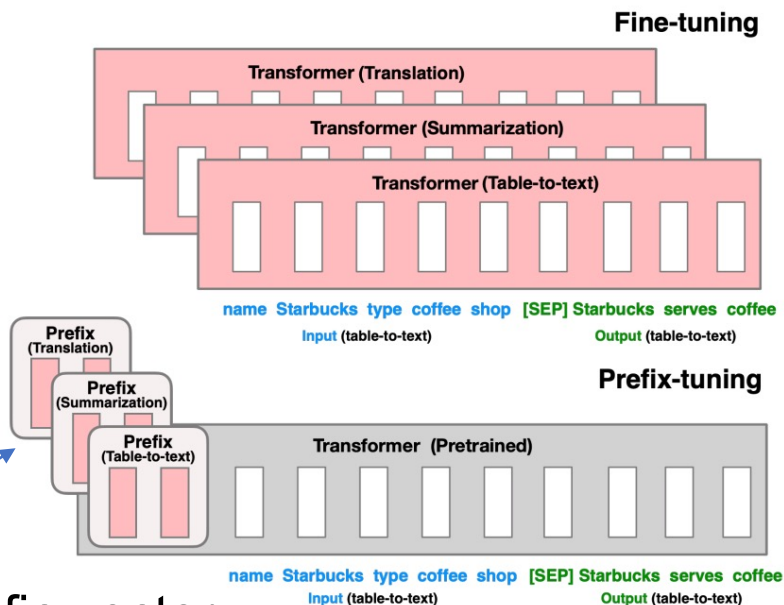 Fine-tuning
Transformer (Translation)
Transformer (Summarization)
Transformer (Table-to-text)
name Starbucks type coffee shop [SEP] Starbucks serves coffee
Input (table-to-text) Output (table-to-text)
Prefix-tuning
Prefix
(Translation)
Prefix
(Summarization)
Prefix
(Table-to-text)
Transformer (Pretrained)
name Starbucks type coffee shop [SEP] Starbucks serves coffee
Input (table-to-text) Output (table-to-text)